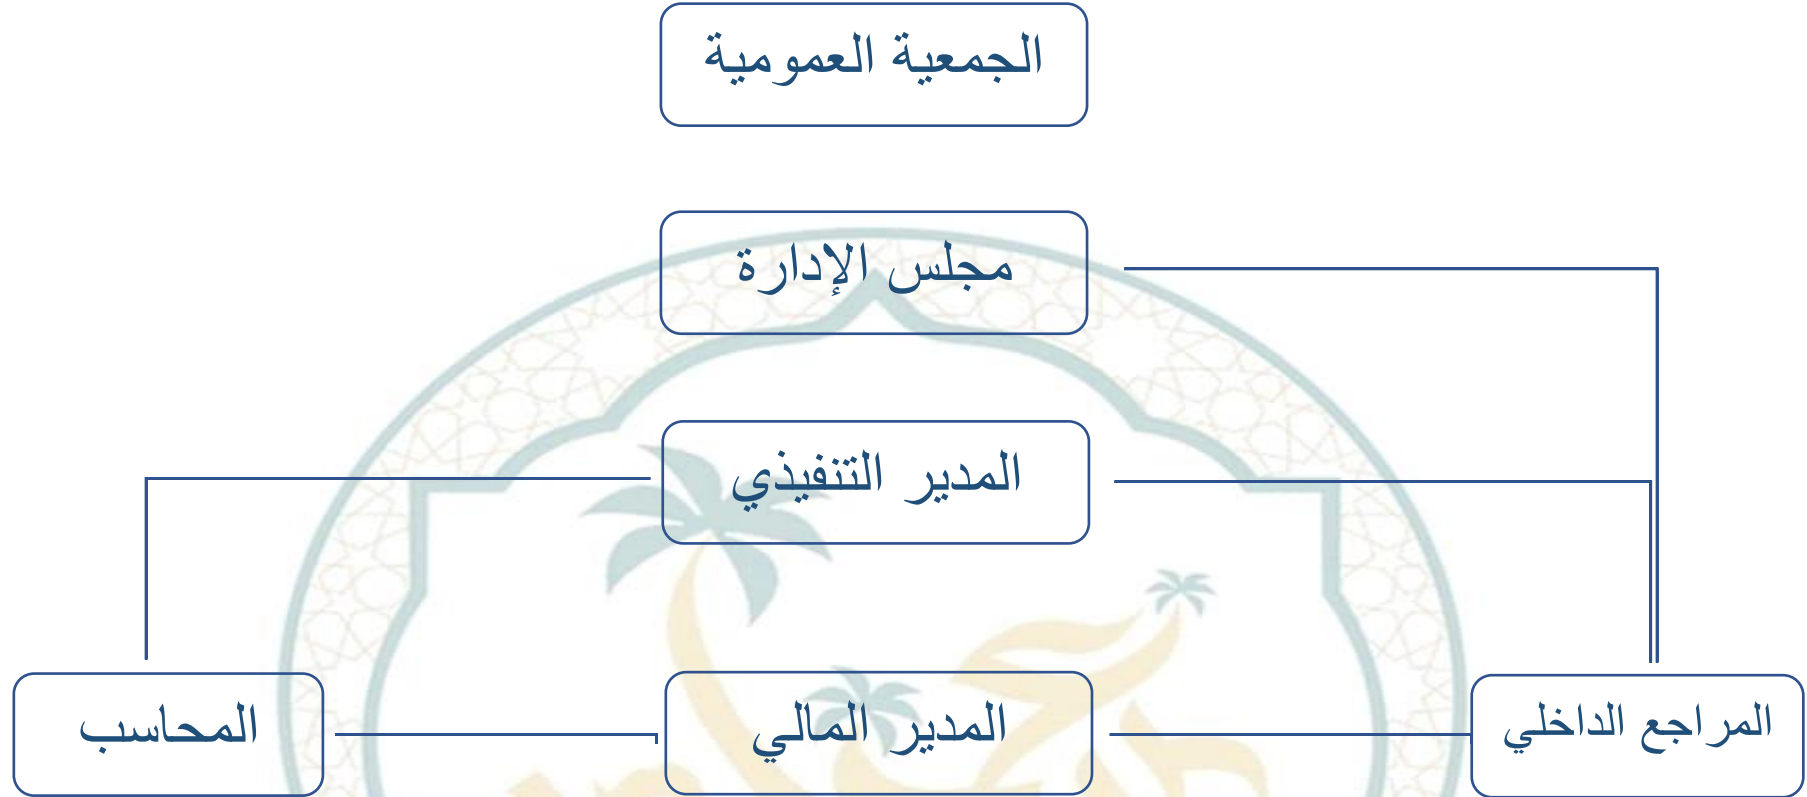 الجمعية العمومية
مجلس الإدارة
المدير التنفيذي
المراجع الداخلي
المدير المالي
المحاسب